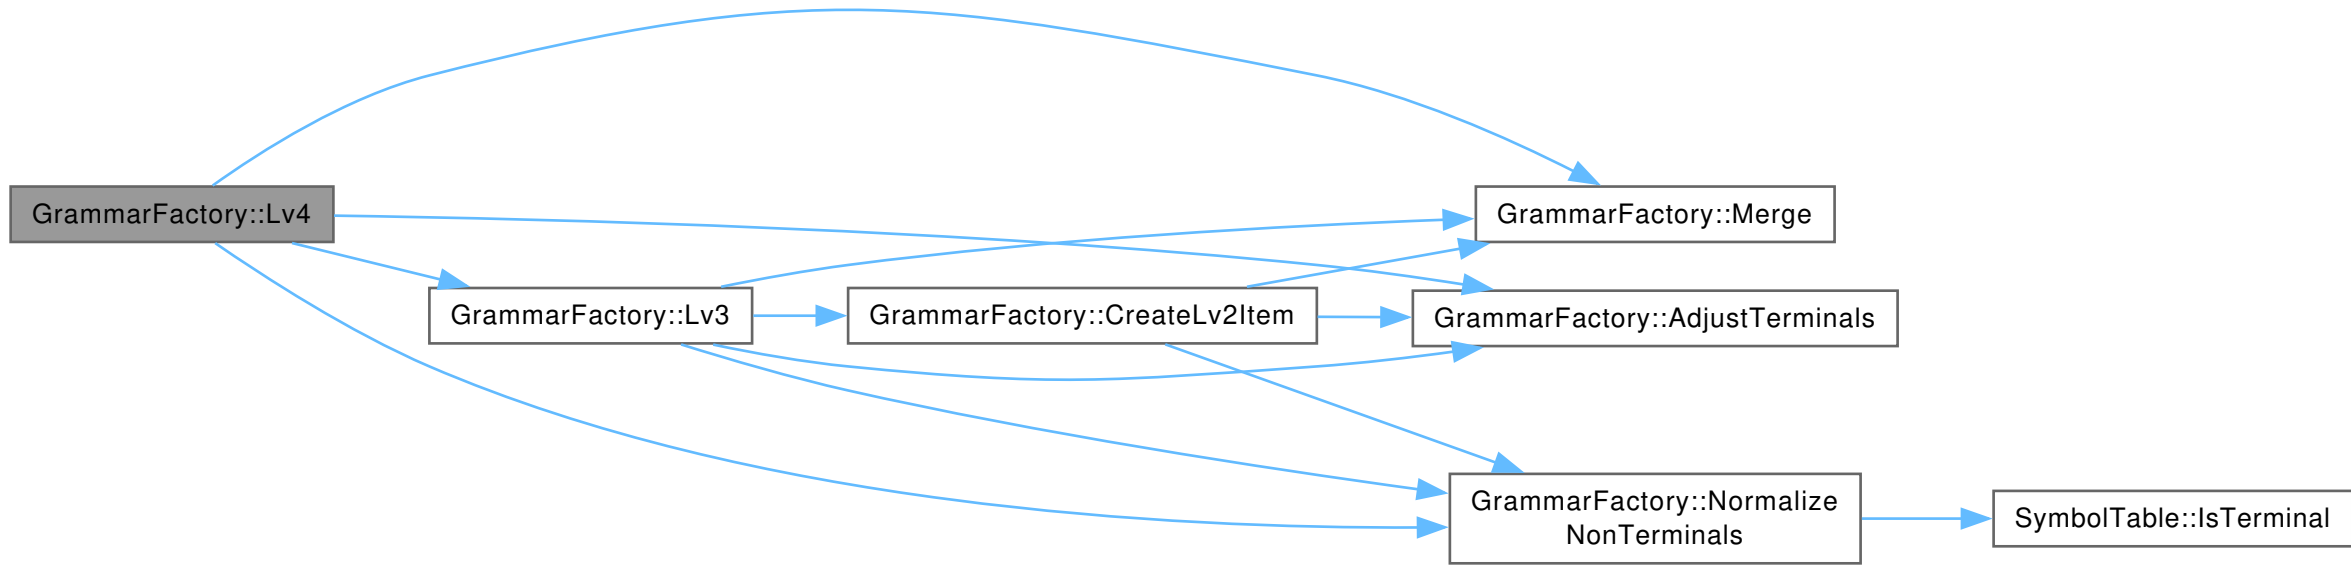 GrammarFactory::Lv4
GrammarFactory::Lv3
GrammarFactory::CreateLv2Item
GrammarFactory::Merge
GrammarFactory::AdjustTerminals
GrammarFactory::Normalize
NonTerminals
SymbolTable::IsTerminal